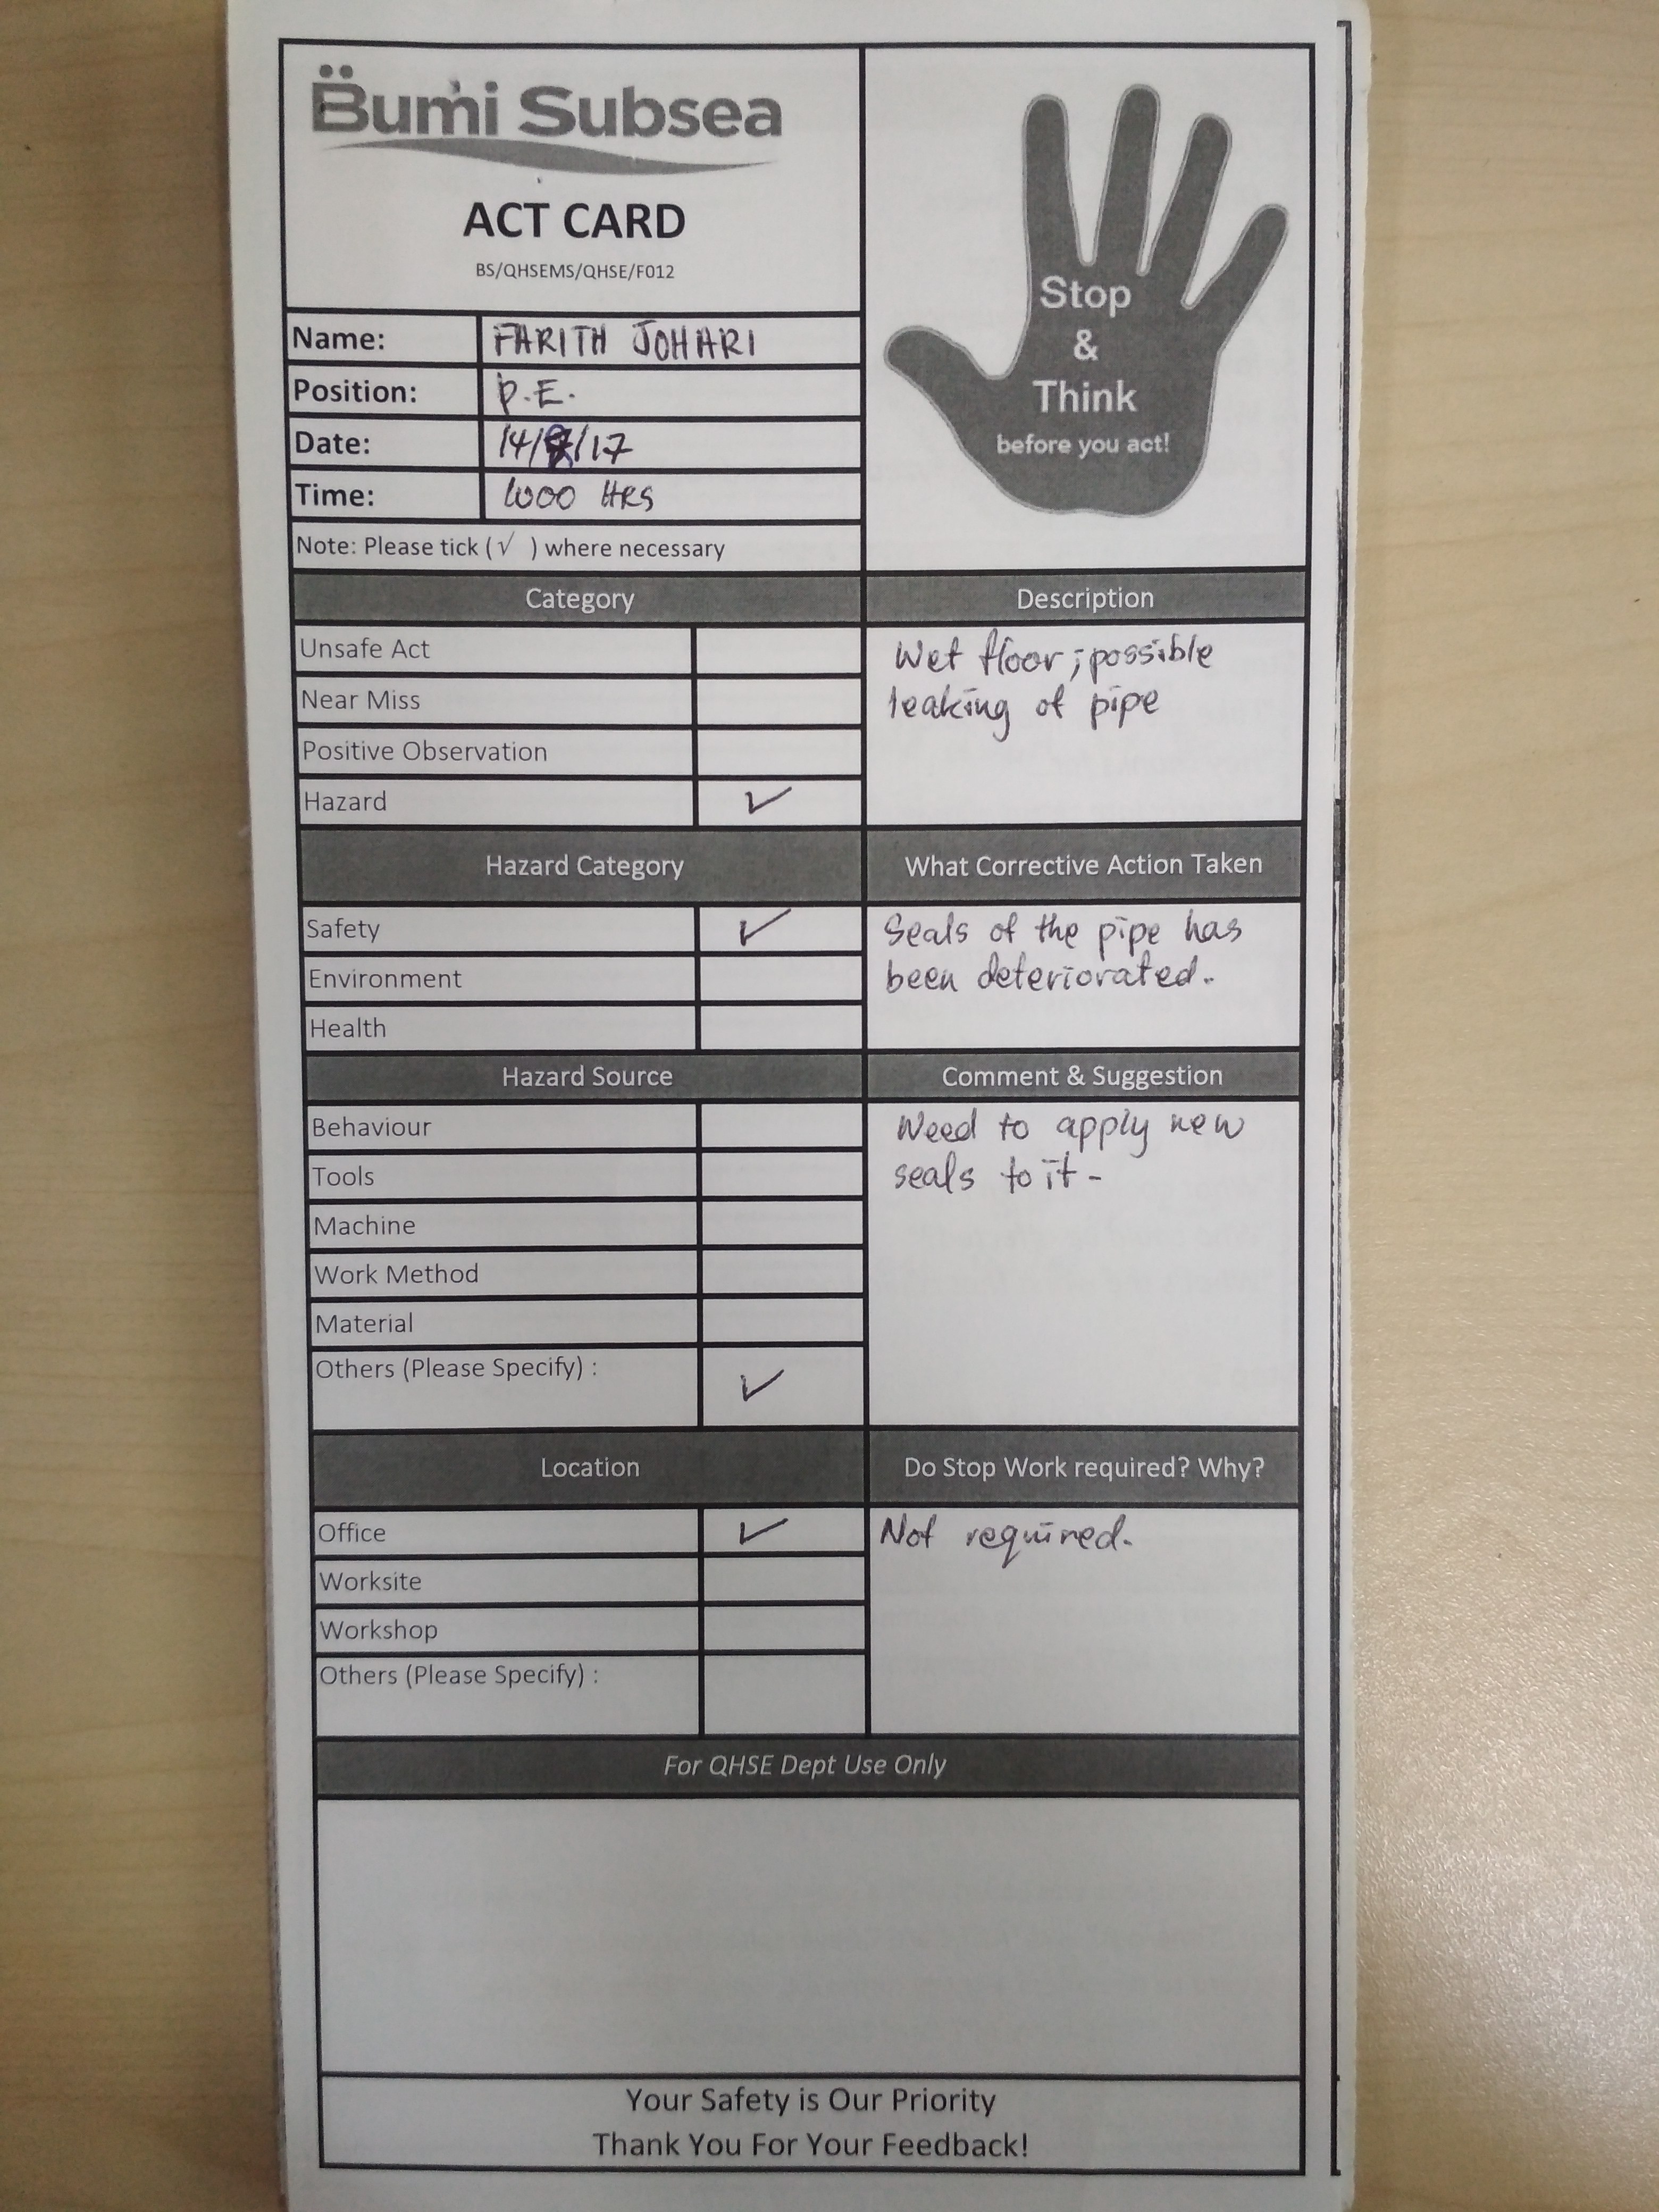 Bumi Subsea
ACT CARD
BS/QHSEMS/QHSE/F012
Stop
&
Think
before you act!
Name: FARITH JOHARI
Position: P.E.
Date: 14/ /17
Time: 1000 HRS
Note: Please tick (√ ) where necessary
Category
Description
Unsafe Act
Near Miss
Positive Observation
Hazard ✓
Wet floor; possible
leaking of pipe
Hazard Category
What Corrective Action Taken
Safety ✓
Environment
Health
Seals of the pipe has
been deteriorated.
Hazard Source
Comment & Suggestion
Behaviour
Tools
Machine
Work Method
Material
Others (Please Specify) : ✓
Need to apply new
seals to it -
Location
Do Stop Work required? Why?
Office ✓
Worksite
Workshop
Others (Please Specify) :
Not required.
For QHSE Dept Use Only
Your Safety is Our Priority
Thank You For Your Feedback!